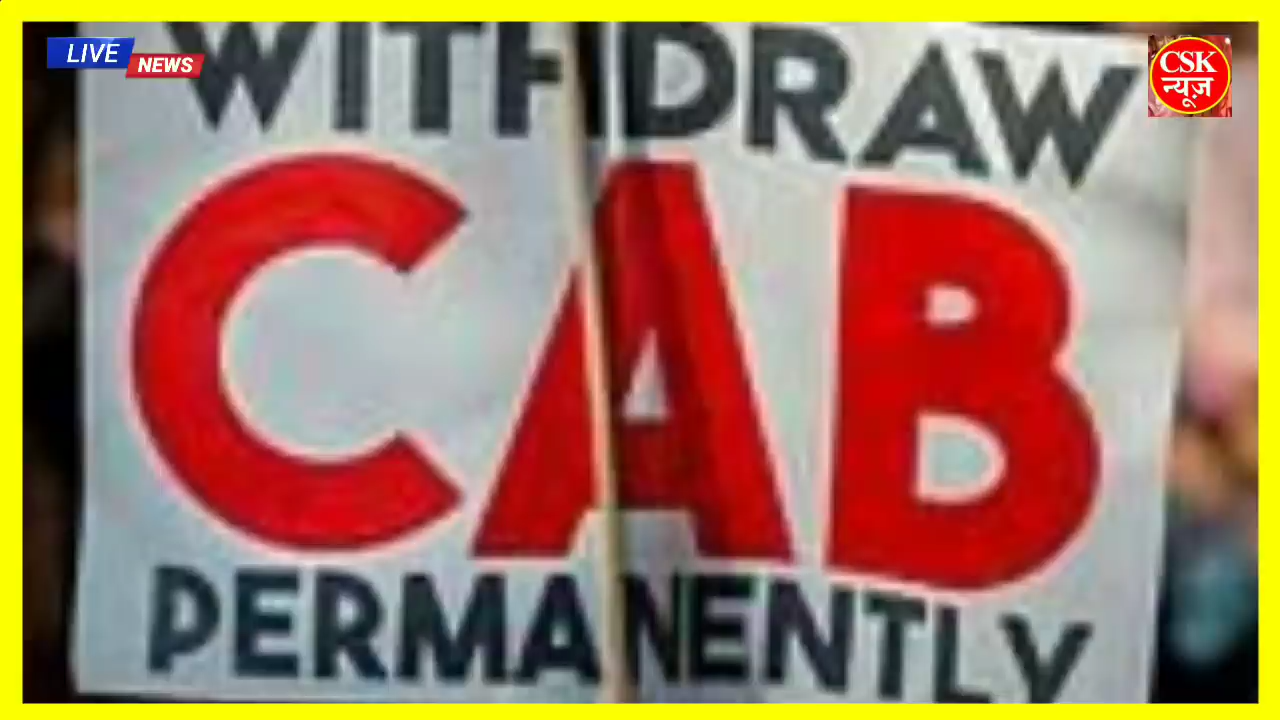 LIVE
NEWS
CSK
न्यूज़
WITHDRAW
CAB
PERMANENTLY